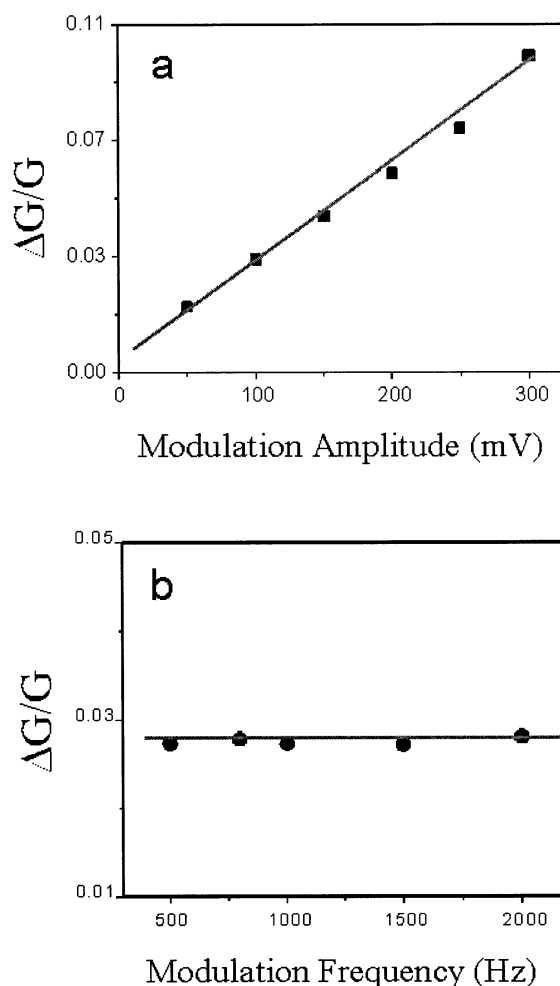 a
0.11
0.07
0.03
0.00
ΔG/G
0 100 200 300
Modulation Amplitude (mV)
b
0.05
0.03
0.01
ΔG/G
500 1000 1500 2000
Modulation Frequency (Hz)